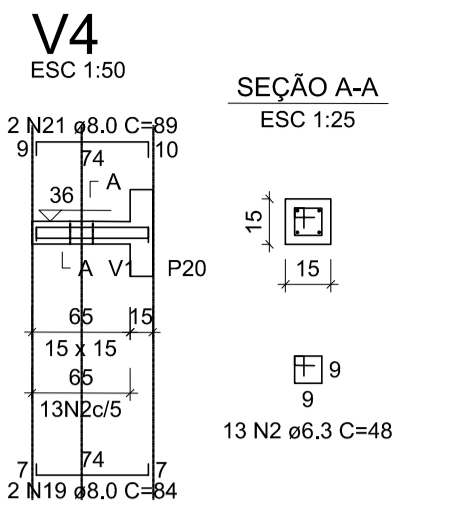 V4
ESC 1:50
2 N21 ø8.0 C=89
9 74 10
36 A
A V1 P20
65 15
15 x 15
65
13N2c/5
7 74 7
2 N19 ø8.0 C=84
SEÇÃO A-A
ESC 1:25
15
15
9
9
13 N2 ø6.3 C=48